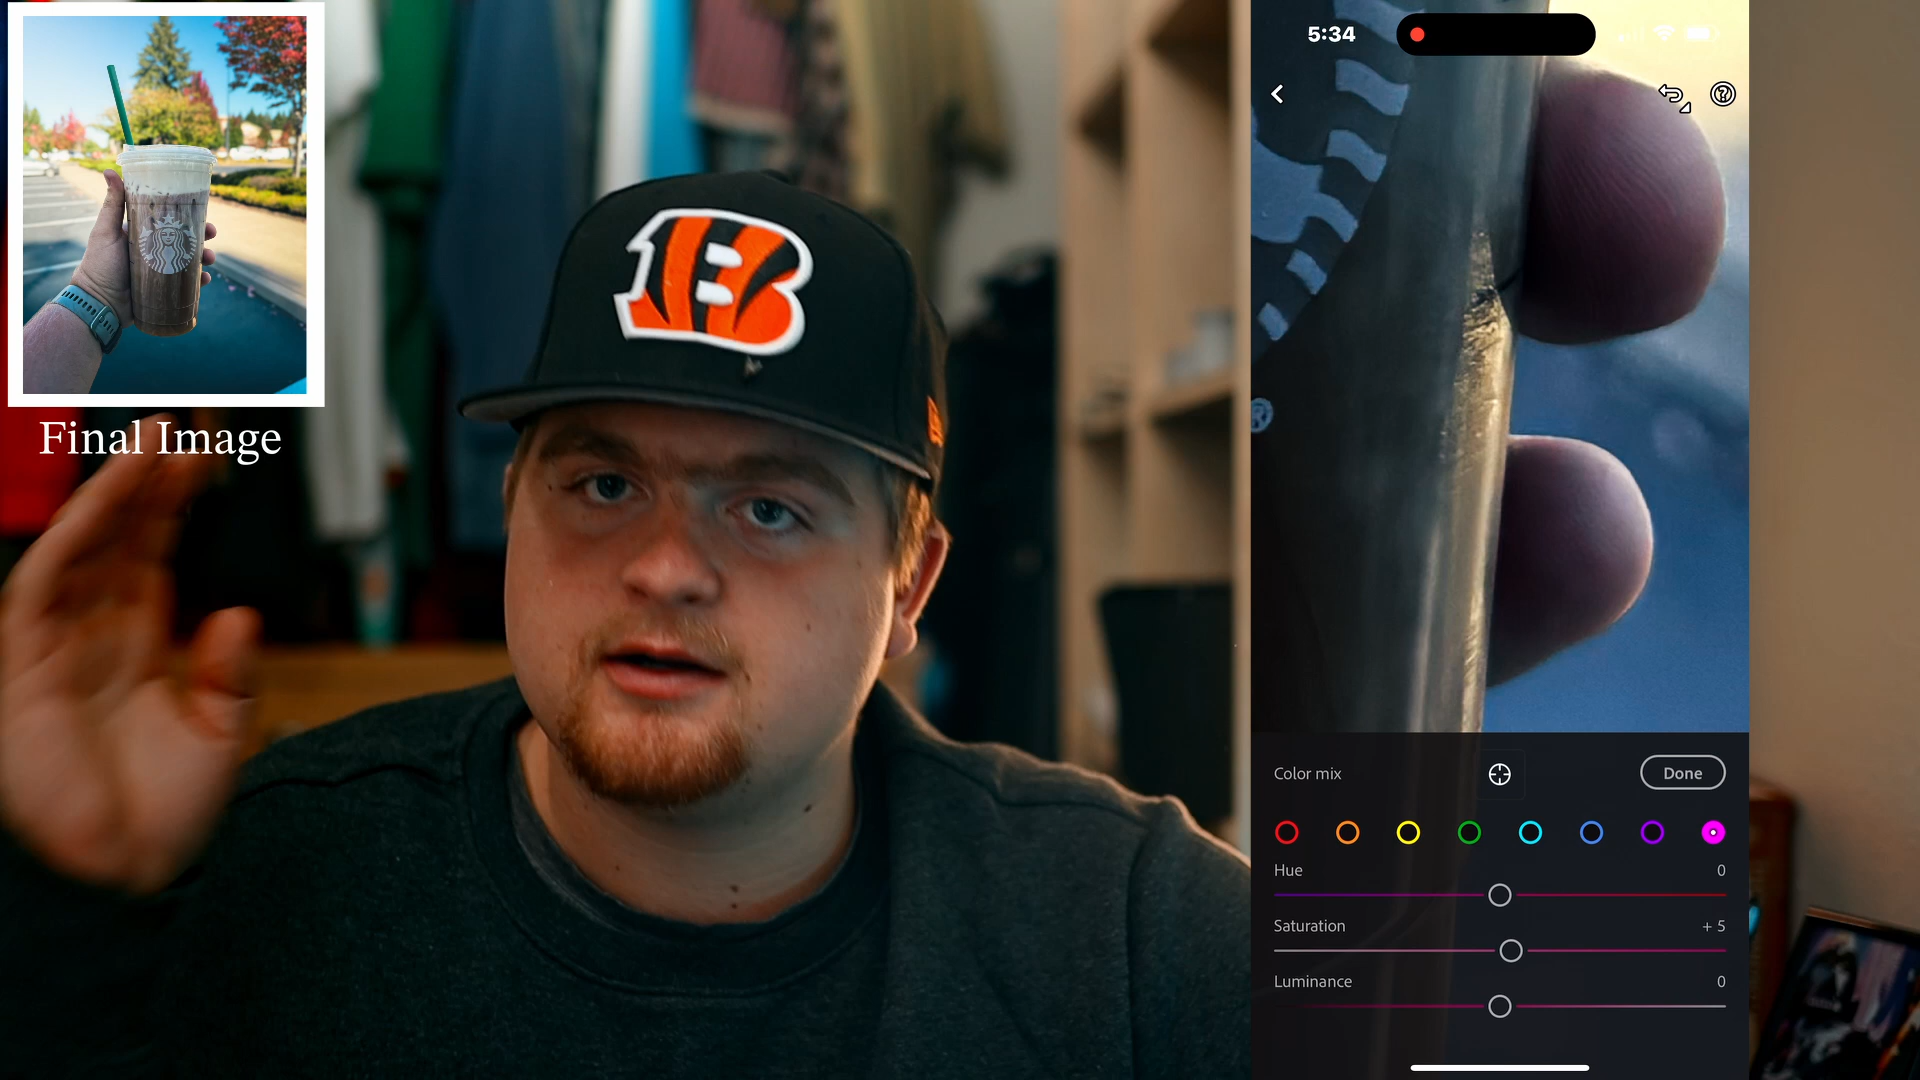 Final Image
5:34
Color mix
Done
Hue
0
Saturation
+ 5
Luminance
0